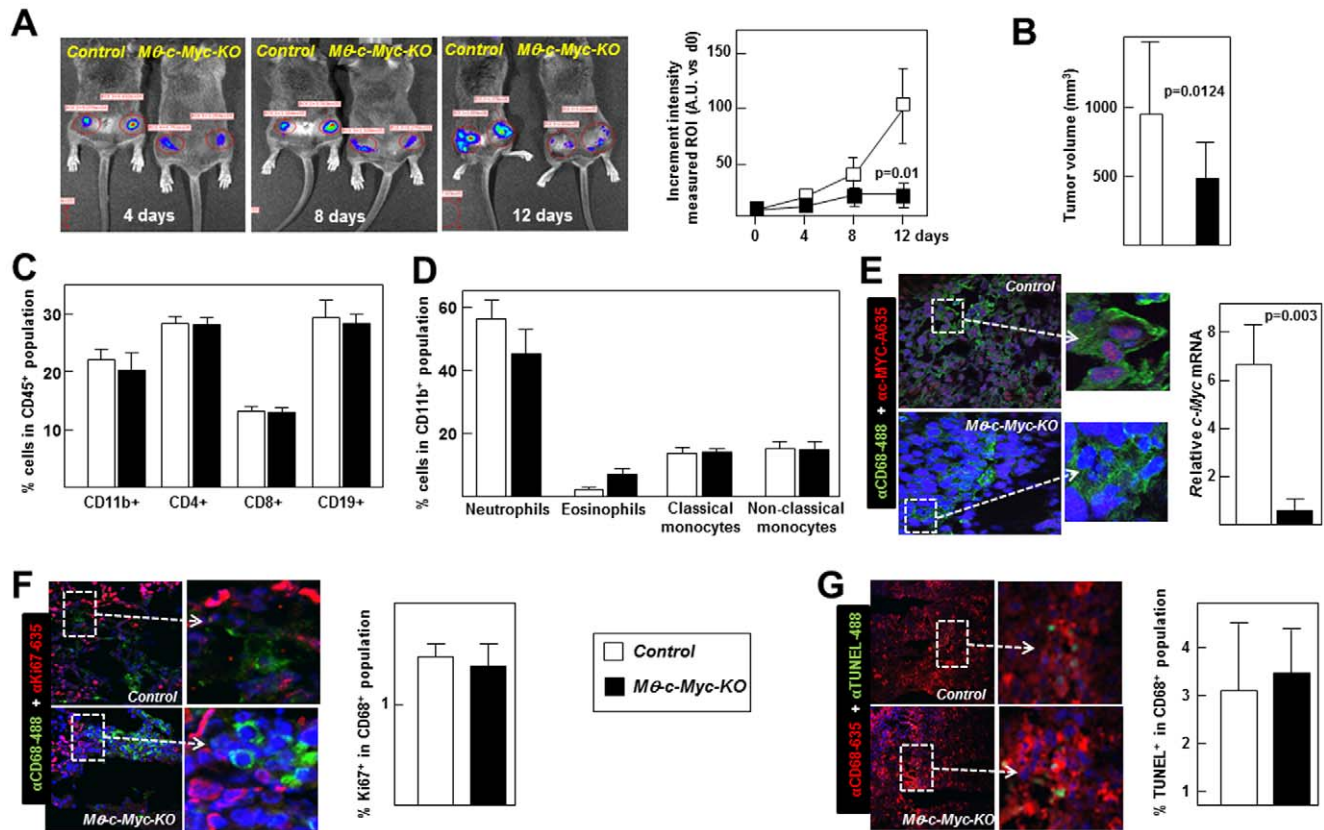 A
Control Mθ-c-Myc-KO
4 days
Control Mθ-c-Myc-KO
8 days
Control Mθ-c-Myc-KO
12 days
Increment intensity
measured ROI (A.U. vs d0)
150
100
50
p=0.01
0 4 8 12 days
B
Tumor volume (mm³)
1000
500
p=0.0124
C
% cells in CD45⁺ population
30
20
10
CD11b+ CD4+ CD8+ CD19+
D
% cells in CD11b⁺ population
60
40
20
Neutrophils Eosinophils Classical monocytes Non-classical monocytes
E
αCD68-488 + αc-MYC-A635
Control
Mθ-c-Myc-KO
Relative c-Myc mRNA
8
6
4
2
p=0.003
F
αCD68-488 + αKi67-635
Control
Mθ-c-Myc-KO
% Ki67⁺ in CD68⁺ population
1
Control
Mθ-c-Myc-KO
G
αCD68-635 + αTUNEL-488
Control
Mθ-c-Myc-KO
% TUNEL⁺ in CD68⁺ population
4
3
2
1